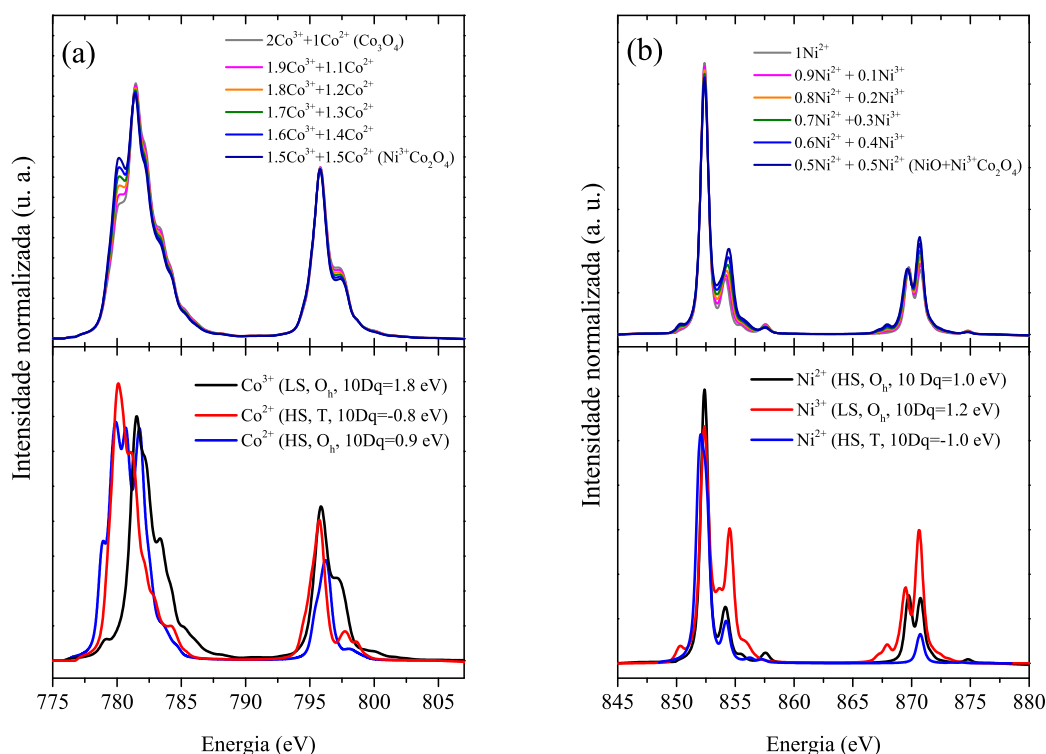 (a)
2Co³⁺+1Co²⁺ (Co₃O₄)
1.9Co³⁺+1.1Co²⁺
1.8Co³⁺+1.2Co²⁺
1.7Co³⁺+1.3Co²⁺
1.6Co³⁺+1.4Co²⁺
1.5Co³⁺+1.5Co²⁺ (Ni³⁺Co₂O₄)
Co³⁺ (LS, Oₕ, 10Dq=1.8 eV)
Co²⁺ (HS, T, 10Dq=-0.8 eV)
Co²⁺ (HS, Oₕ, 10Dq=0.9 eV)
Intensidade normalizada (u. a.)
775 780 785 790 795 800 805
Energia (eV)
(b)
1Ni²⁺
0.9Ni²⁺ + 0.1Ni³⁺
0.8Ni²⁺ + 0.2Ni³⁺
0.7Ni²⁺ +0.3Ni³⁺
0.6Ni²⁺ + 0.4Ni³⁺
0.5Ni²⁺ + 0.5Ni²⁺ (NiO+Ni³⁺Co₂O₄)
Ni²⁺ (HS, Oₕ, 10 Dq=1.0 eV)
Ni³⁺ (LS, Oₕ, 10Dq=1.2 eV)
Ni²⁺ (HS, T, 10Dq=-1.0 eV)
Intensidade normalizada (a. u.)
845 850 855 860 865 870 875 880
Energia (eV)